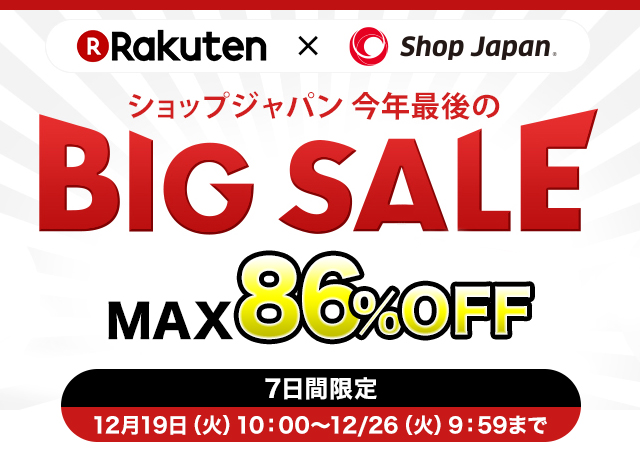 Rakuten × Shop Japan.
ショップジャパン 今年最後の
BIG SALE
MAX86%OFF
7日間限定
12月19日（火）10：00〜12/26（火）9：59まで